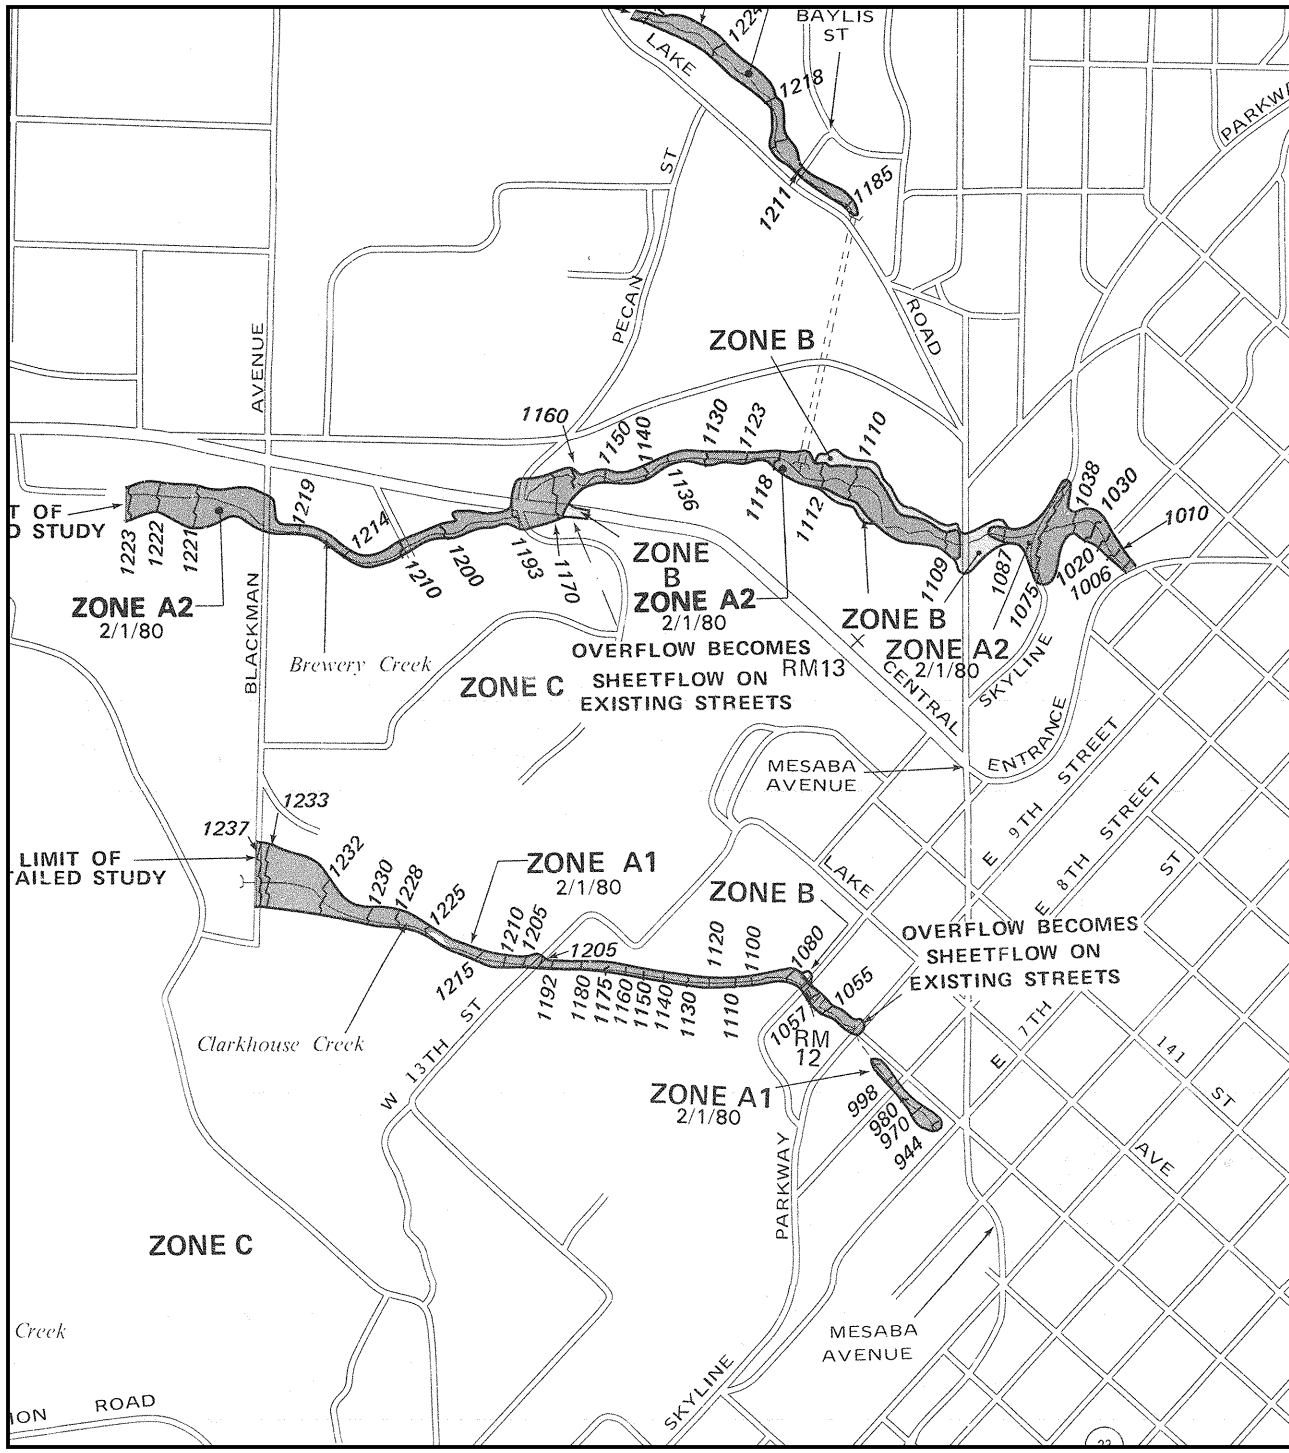 BAYLIS
ST
1224
LAKE
1218
PARKW
ST
1211
1185
PECAN
ROAD
ZONE B
AVENUE
1160
1150
1140
1130
1123
1110
1136
1118
1112
1038
1030
1010
T OF
D STUDY
1223
1222
1221
1219
1214
1210
1200
1193
1170
ZONE
B
1109
1087
1075
1020
1006
ZONE A2
2/1/80
ZONE A2
2/1/80
ZONE B
ZONE A2
2/1/80
BLACKMAN
Brewery Creek
OVERFLOW BECOMES
SHEETFLOW ON
EXISTING STREETS
RM13
ZONE C
CENTRAL
SKYLINE
ENTRANCE
MESABA
AVENUE
E 9TH STREET
E 8TH STREET
ST
1237
1233
LIMIT OF
TAILED STUDY
1232
1230
1228
1225
ZONE A1
2/1/80
ZONE B
LAKE
OVERFLOW BECOMES
SHEETFLOW ON
EXISTING STREETS
1215
1210
1205
1205
1192
1180
1175
1160
1150
1140
1130
1120
1110
1100
1080
1055
1057
RM
12
Clarkhouse Creek
W 13TH ST
E 7TH
141 ST
ZONE A1
2/1/80
998
980
970
944
AVE
PARKWAY
ZONE C
MESABA
AVENUE
Creek
SKYLINE
ION ROAD
23